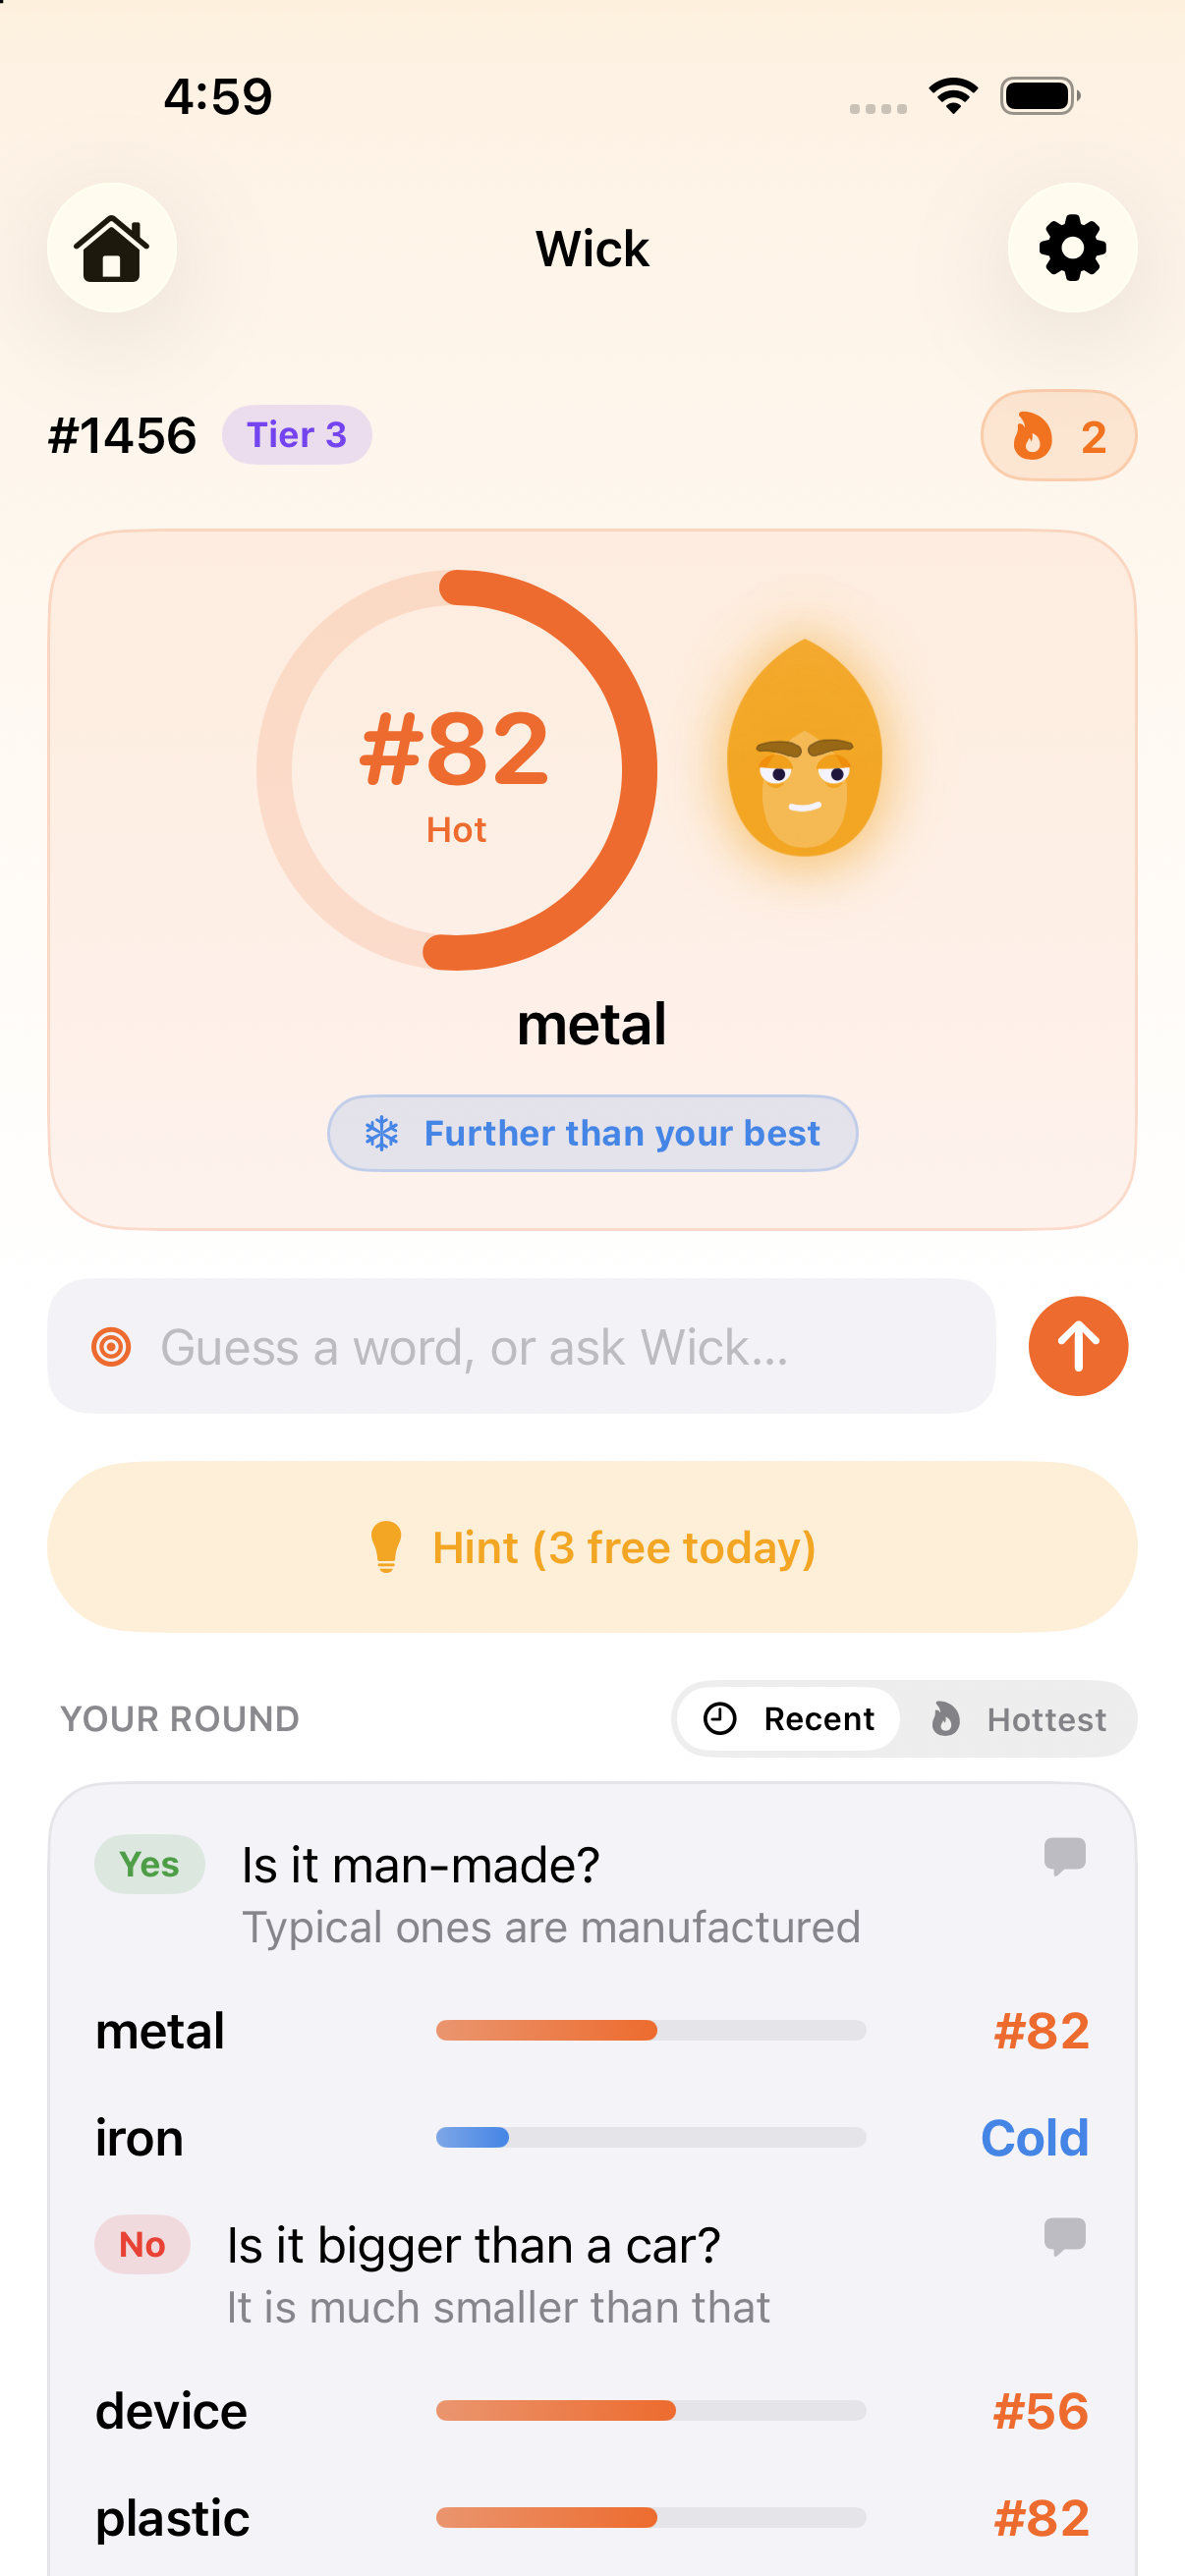 4:59
Wick
#1456 Tier 3 2
#82
Hot
metal
Further than your best
Guess a word, or ask Wick...
Hint (3 free today)
YOUR ROUND Recent Hottest
Yes Is it man-made?
Typical ones are manufactured
metal #82
iron Cold
No Is it bigger than a car?
It is much smaller than that
device #56
plastic #82